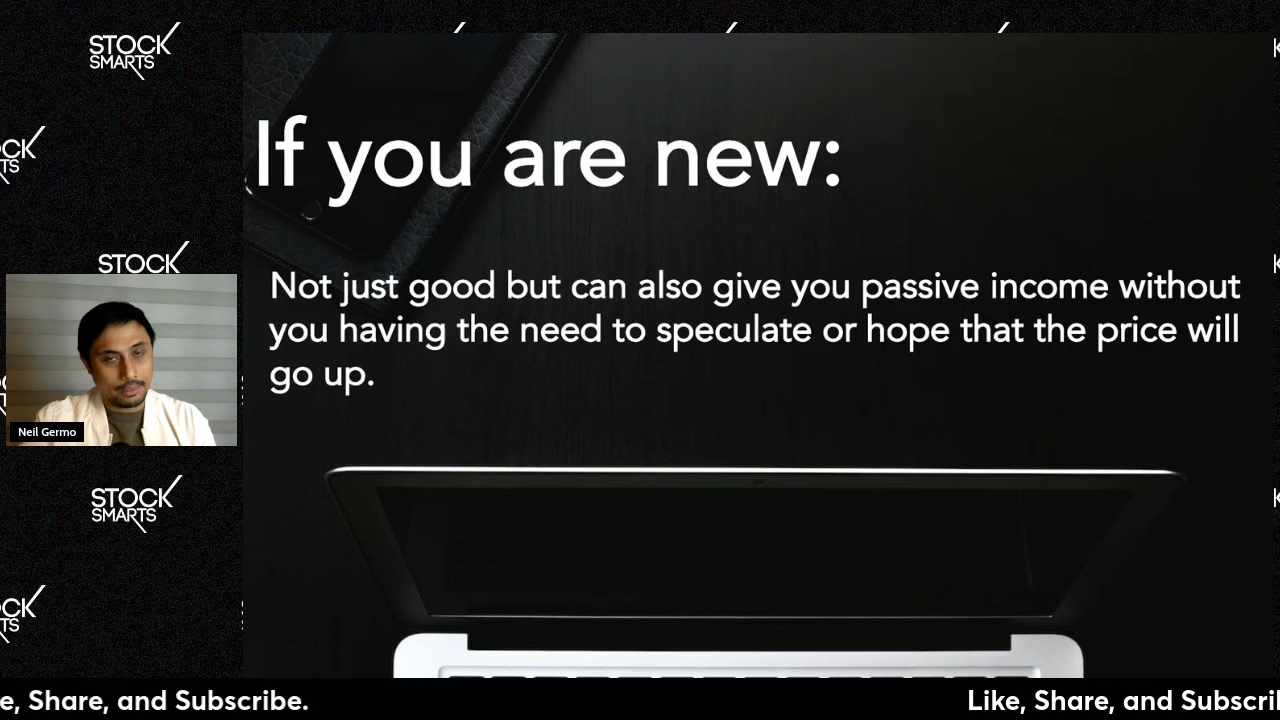 STOCK
SMARTS
If you are new:
Not just good but can also give you passive income without
you having the need to speculate or hope that the price will
go up.
STOCK
Neil Germo
STOCK
SMARTS
Share, and Subscribe.
Like, Share, and